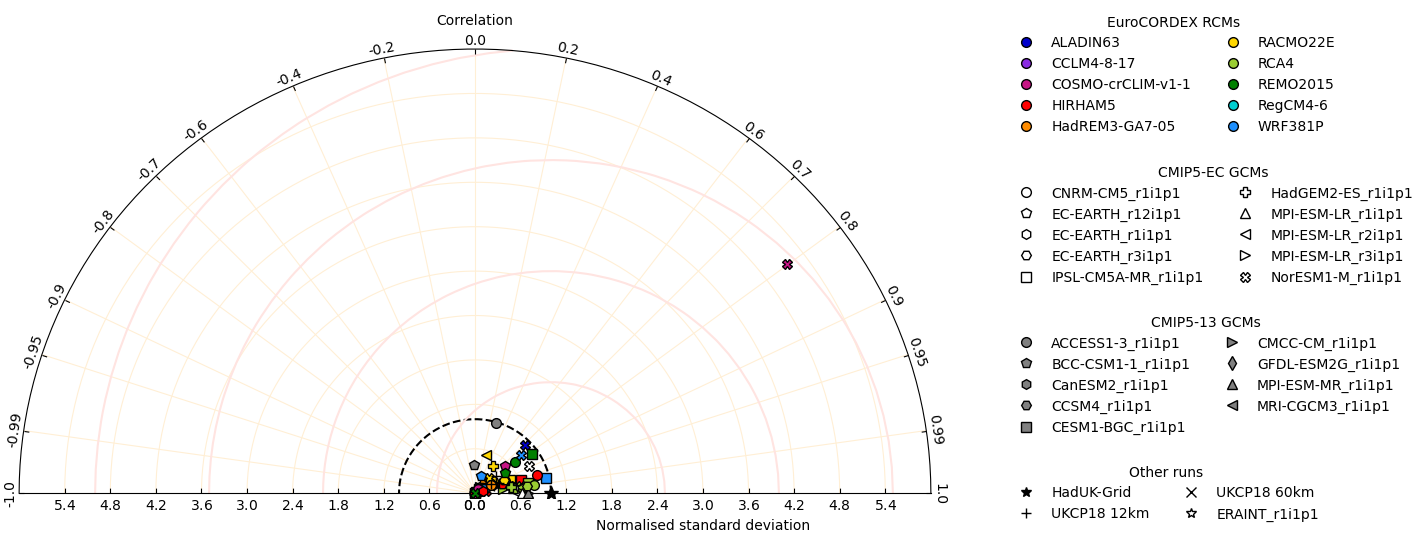 Correlation
0.0
-0.2
0.2
-0.4
0.4
-0.6
0.6
-0.7
0.7
-0.8
0.8
-0.9
0.9
-0.95
0.95
-0.99
0.99
-1.0
1.0
5.4 4.8 4.2 3.6 3.0 2.4 1.8 1.2 0.6 0.0 0.6 1.2 1.8 2.4 3.0 3.6 4.2 4.8 5.4
Normalised standard deviation
EuroCORDEX RCMs
ALADIN63 RACMO22E
CCLM4-8-17 RCA4
COSMO-crCLIM-v1-1 REMO2015
HIRHAM5 RegCM4-6
HadREM3-GA7-05 WRF381P
CMIP5-EC GCMs
CNRM-CM5_r1i1p1 HadGEM2-ES_r1i1p1
EC-EARTH_r12i1p1 MPI-ESM-LR_r1i1p1
EC-EARTH_r1i1p1 MPI-ESM-LR_r2i1p1
EC-EARTH_r3i1p1 MPI-ESM-LR_r3i1p1
IPSL-CM5A-MR_r1i1p1 NorESM1-M_r1i1p1
CMIP5-13 GCMs
ACCESS1-3_r1i1p1 CMCC-CM_r1i1p1
BCC-CSM1-1_r1i1p1 GFDL-ESM2G_r1i1p1
CanESM2_r1i1p1 MPI-ESM-MR_r1i1p1
CCSM4_r1i1p1 MRI-CGCM3_r1i1p1
CESM1-BGC_r1i1p1
Other runs
HadUK-Grid UKCP18 60km
UKCP18 12km ERAINT_r1i1p1